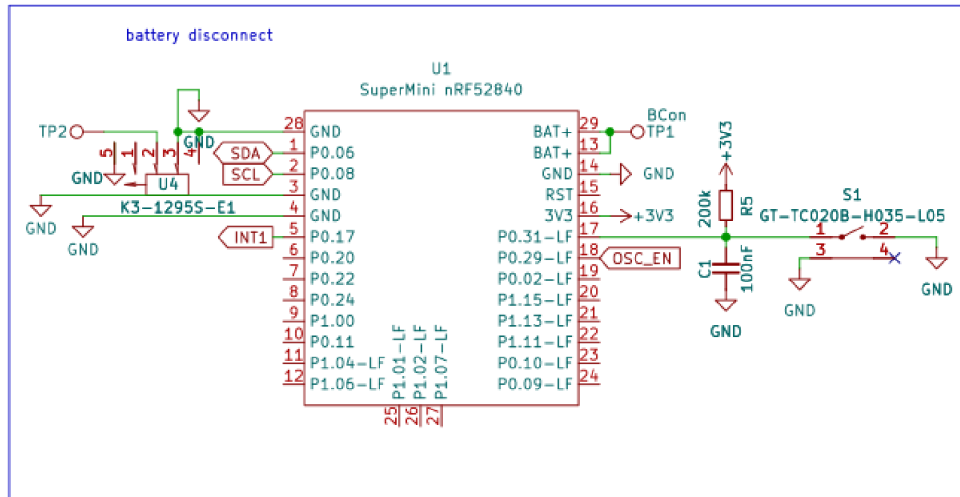 battery disconnect
U1
SuperMini nRF52840
BCon
TP1
TP2
GND
5
1
2
3
4
GND
U4
K3-1295S-E1
SDA
SCL
GND
GND
INT1
28 GND
1 P0.06
2 P0.08
3 GND
4 GND
5 P0.17
6 P0.20
7 P0.22
8 P0.24
9 P1.00
10 P0.11
11 P1.04-LF
12 P1.06-LF
P1.01-LF 25
P1.02-LF 26
P1.07-LF 27
BAT+ 29
BAT+ 13
GND 14
RST 15
3V3 16
P0.31-LF 17
P0.29-LF 18
P0.02-LF 19
P1.15-LF 20
P1.13-LF 21
P1.11-LF 22
P0.10-LF 23
P0.09-LF 24
GND
+3V3
OSC_EN
+3V3
200k
R5
C1
100nF
GND
S1
GT-TC020B-H035-L05
1
2
3
4
GND
GND